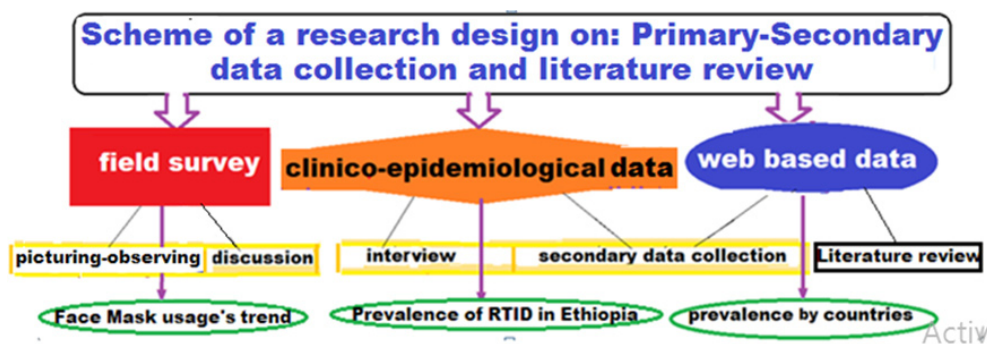 Scheme of a research design on: Primary-Secondary
data collection and literature review
field survey
clinico-epidemiological data
web based data
picturing-observing
discussion
interview
secondary data collection
Literature review
Face Mask usage's trend
Prevalence of RTID in Ethiopia
prevalence by countries